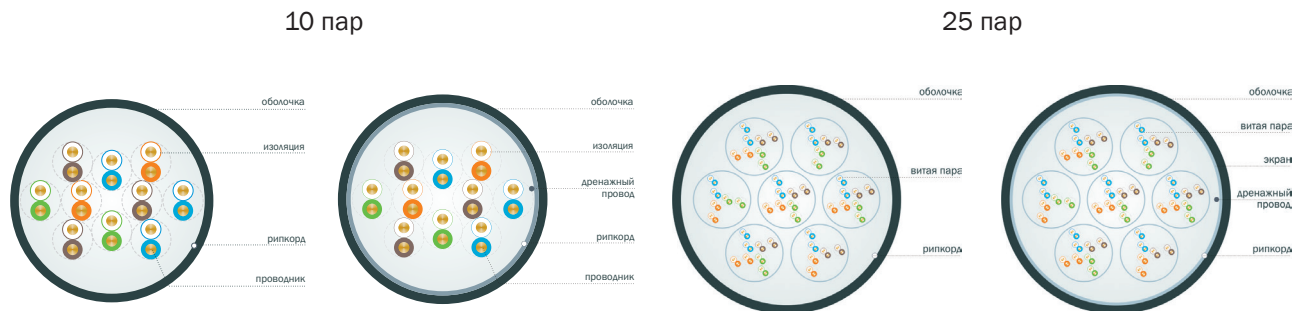 10 пар
25 пар
оболочка
изоляция
рипкорд
проводник
оболочка
изоляция
дренажный
провод
рипкорд
проводник
оболочка
витая пара
рипкорд
оболочка
витая пара
экран
дренажный
провод
рипкорд